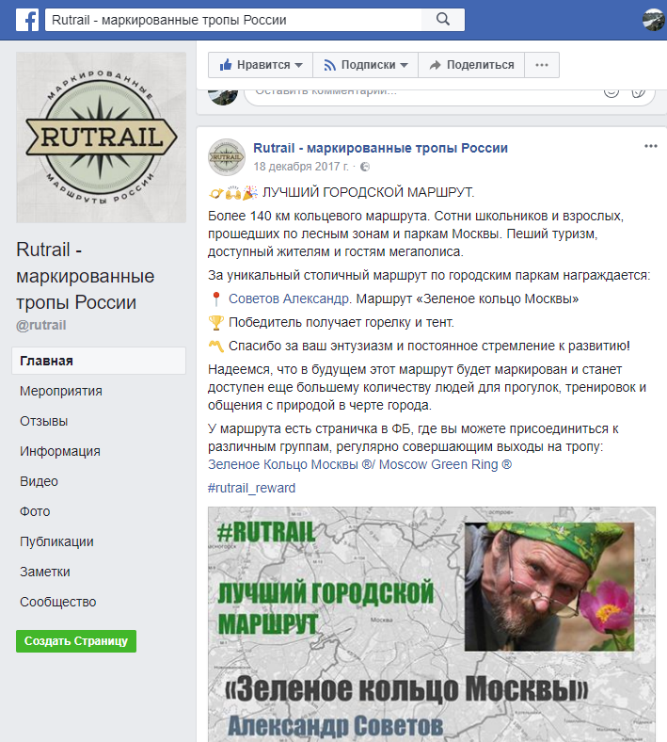 Rutrail - маркированные тропы России
Нравится
Подписки
Поделиться
Оставить комментарий...
МАРКИРОВАННЫЕ
RUTRAIL
МАРШРУТЫ РОССИИ
Rutrail -
маркированные
тропы России
@rutrail
Главная
Мероприятия
Отзывы
Информация
Видео
Фото
Публикации
Заметки
Сообщество
Создать Страницу
RUTRAIL
Rutrail - маркированные тропы России
18 декабря 2017 г.
ЛУЧШИЙ ГОРОДСКОЙ МАРШРУТ.
Более 140 км кольцевого маршрута. Сотни школьников и взрослых,
прошедших по лесным зонам и паркам Москвы. Пеший туризм,
доступный жителям и гостям мегаполиса.
За уникальный столичный маршрут по городским паркам награждается:
Советов Александр. Маршрут «Зеленое кольцо Москвы»
Победитель получает горелку и тент.
Спасибо за ваш энтузиазм и постоянное стремление к развитию!
Надеемся, что в будущем этот маршрут будет маркирован и станет
доступен еще большему количеству людей для прогулок, тренировок и
общения с природой в черте города.
У маршрута есть страничка в ФБ, где вы можете присоединиться к
различным группам, регулярно совершающим выходы на тропу:
Зеленое Кольцо Москвы ®/ Moscow Green Ring ®
#rutrail_reward
#RUTRAIL
ЛУЧШИЙ ГОРОДСКОЙ
МАРШРУТ
Москва
«Зеленое кольцо Москвы»
Александр Советов